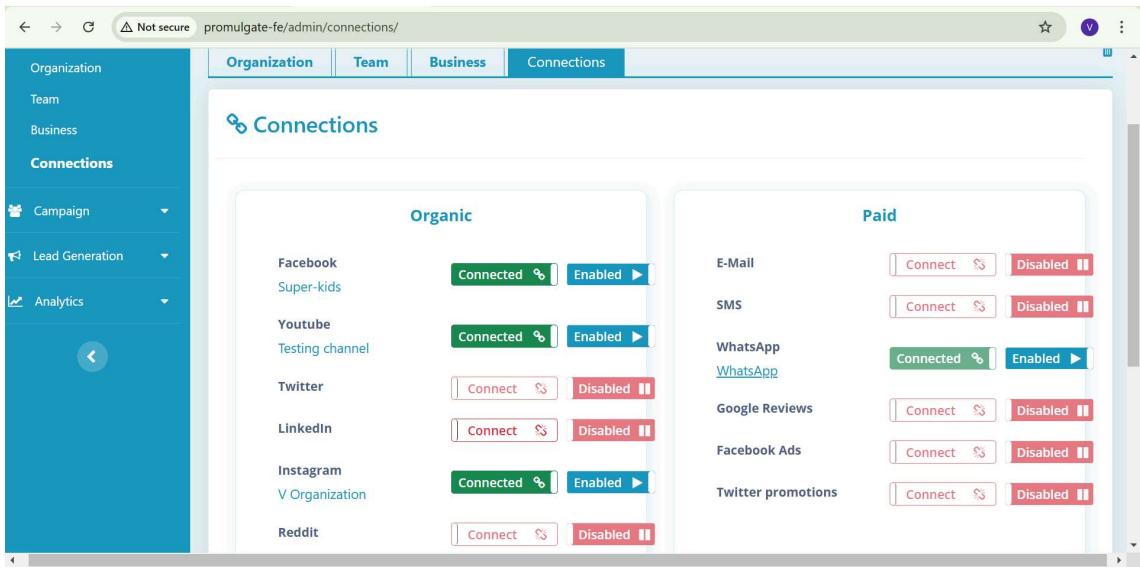 Not secure promulgate-fe/admin/connections/
V
Organization
Team
Business
Connections
Campaign
Lead Generation
Analytics
Organization Team Business Connections
Connections
Organic
Facebook
Super-kids
Connected Enabled
Youtube
Testing channel
Connected Enabled
Twitter
Connect Disabled
LinkedIn
Connect Disabled
Instagram
V Organization
Connected Enabled
Reddit
Connect Disabled
Paid
E-Mail
Connect Disabled
SMS
Connect Disabled
WhatsApp
WhatsApp
Connected Enabled
Google Reviews
Connect Disabled
Facebook Ads
Connect Disabled
Twitter promotions
Connect Disabled